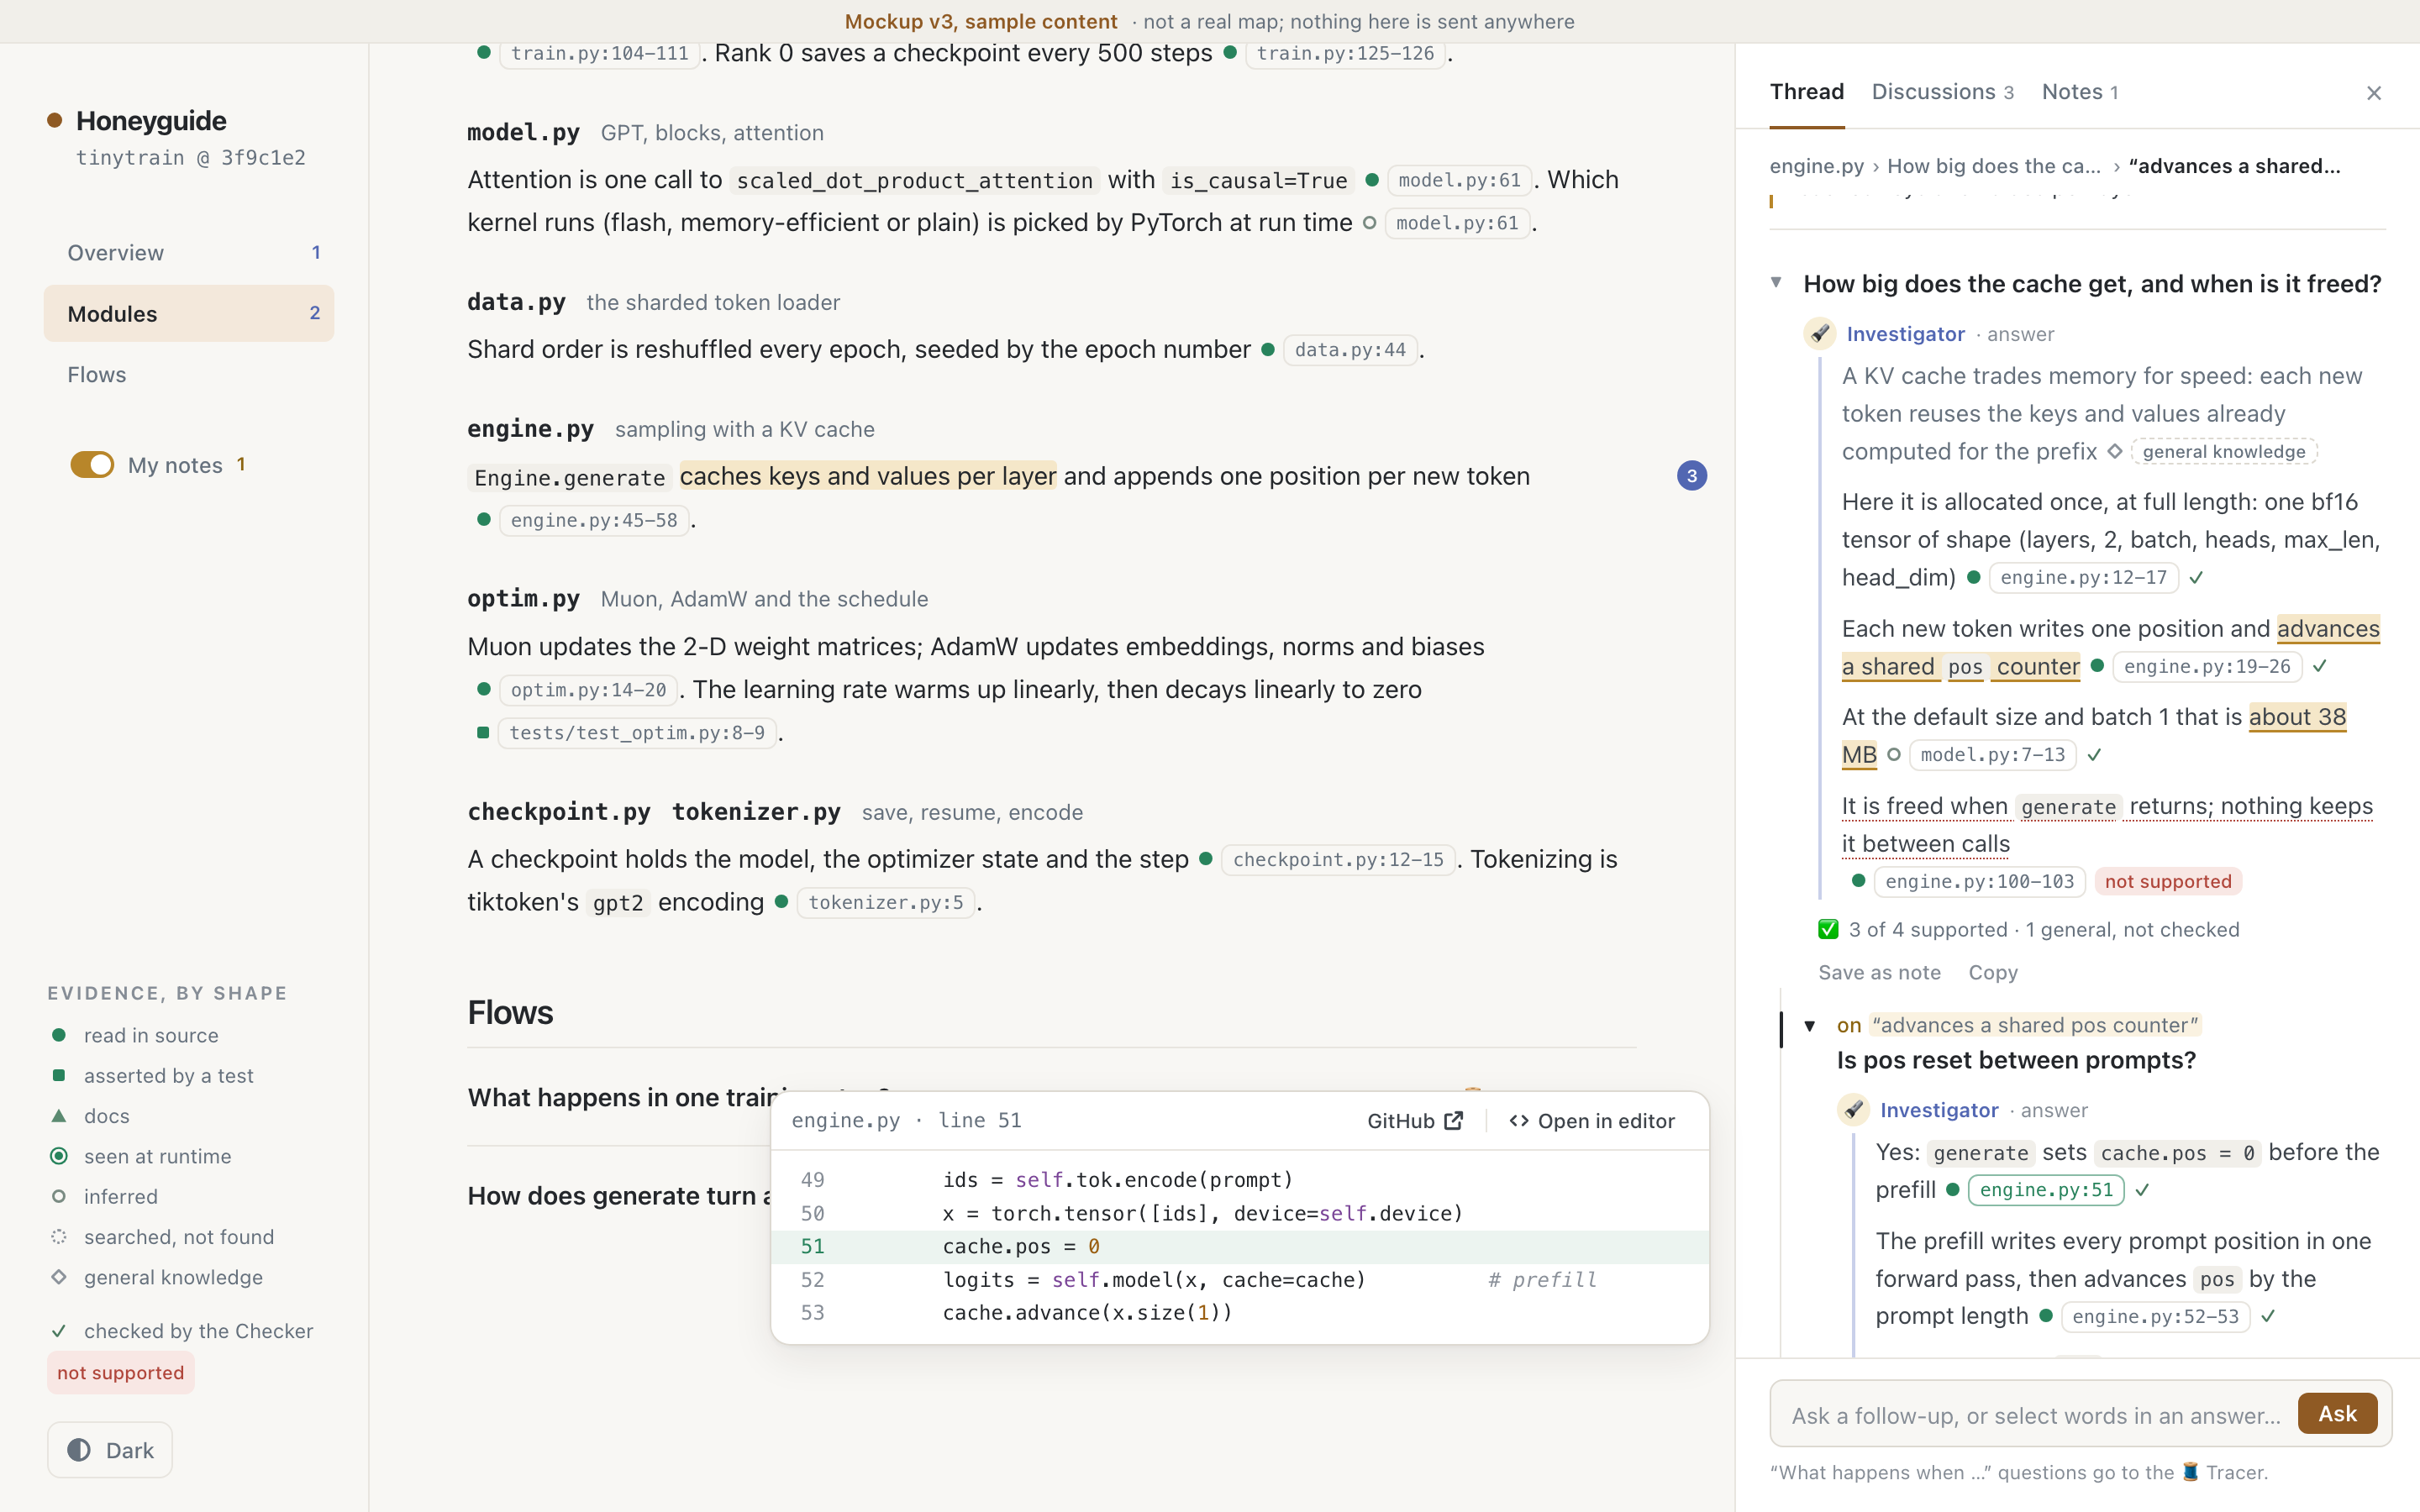 Mockup v3, sample content · not a real map; nothing here is sent anywhere
Honeyguide
tinytrain @ 3f9c1e2
Overview 1
Modules 2
Flows
My notes 1
EVIDENCE, BY SHAPE
read in source
asserted by a test
docs
seen at runtime
inferred
searched, not found
general knowledge
✓ checked by the Checker
not supported
Dark
train.py:104–111. Rank 0 saves a checkpoint every 500 steps train.py:125–126.
model.py GPT, blocks, attention
Attention is one call to scaled_dot_product_attention with is_causal=True model.py:61. Which
kernel runs (flash, memory-efficient or plain) is picked by PyTorch at run time model.py:61.
data.py the sharded token loader
Shard order is reshuffled every epoch, seeded by the epoch number data.py:44.
engine.py sampling with a KV cache
Engine.generate caches keys and values per layer and appends one position per new token 3
engine.py:45–58.
optim.py Muon, AdamW and the schedule
Muon updates the 2-D weight matrices; AdamW updates embeddings, norms and biases
optim.py:14–20. The learning rate warms up linearly, then decays linearly to zero
tests/test_optim.py:8–9.
checkpoint.py tokenizer.py save, resume, encode
A checkpoint holds the model, the optimizer state and the step checkpoint.py:12–15. Tokenizing is
tiktoken's gpt2 encoding tokenizer.py:5.
Flows
What happens in one
How does generate turn
engine.py · line 51 GitHub <> Open in editor
49 ids = self.tok.encode(prompt)
50 x = torch.tensor([ids], device=self.device)
51 cache.pos = 0
52 logits = self.model(x, cache=cache) # prefill
53 cache.advance(x.size(1))
Thread Discussions 3 Notes 1 ×
engine.py › How big does the ca... › “advances a shared...
How big does the cache get, and when is it freed?
Investigator · answer
A KV cache trades memory for speed: each new
token reuses the keys and values already
computed for the prefix general knowledge
Here it is allocated once, at full length: one bf16
tensor of shape (layers, 2, batch, heads, max_len,
head_dim) engine.py:12–17 ✓
Each new token writes one position and advances
a shared pos counter engine.py:19–26 ✓
At the default size and batch 1 that is about 38
MB model.py:7–13 ✓
It is freed when generate returns; nothing keeps
it between calls
engine.py:100–103 not supported
✅ 3 of 4 supported · 1 general, not checked
Save as note Copy
on “advances a shared pos counter”
Is pos reset between prompts?
Investigator · answer
Yes: generate sets cache.pos = 0 before the
prefill engine.py:51 ✓
The prefill writes every prompt position in one
forward pass, then advances pos by the
prompt length engine.py:52–53 ✓
Ask a follow-up, or select words in an answer... Ask
“What happens when ...” questions go to the 🧵 Tracer.